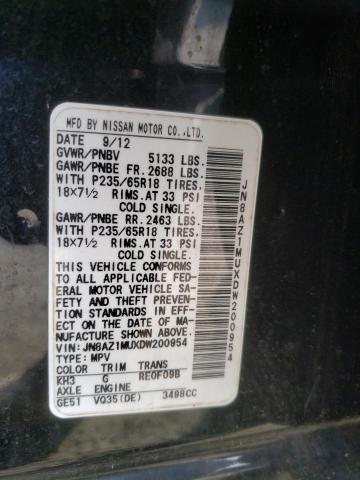 MFD BY NISSAN MOTOR CO.,LTD.
DATE 9/12
GVWR/PNBV 5133 LBS.
GAWR/PNBE FR. 2688 LBS.
WITH P235/65R18 TIRES.
18X7½ RIMS. AT 33 PSI
COLD SINGLE.
GAWR/PNBE RR. 2463 LBS.
WITH P235/65R18 TIRES.
18X7½ RIMS. AT 33 PSI
COLD SINGLE.
THIS VEHICLE CONFORMS
TO ALL APPLICABLE FED-
ERAL MOTOR VEHICLE SA-
FETY AND THEFT PREVEN-
TION STANDARDS IN EFF-
ECT ON THE DATE OF MA-
NUFACTURE SHOWN ABOVE.
VIN: JN8AZ1MUXDW200954
TYPE: MPV
COLOR TRIM TRANS
KH3 G RE0F09B
AXLE ENGINE
GE51 VQ35(DE) 3498CC
JN8AZ1MUXDW200954